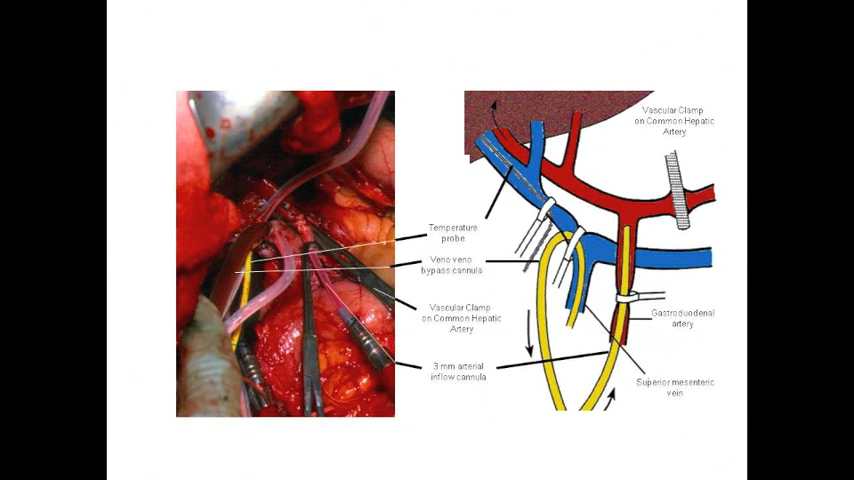 Vascular Clamp
on Common Hepatic
Artery
Temperature
probe
Veno veno
bypass cannula
Vascular Clamp
on Common Hepatic
Artery
Gastroduodenal
artery
3 mm arterial
inflow cannula
Superior mesenteric
vein